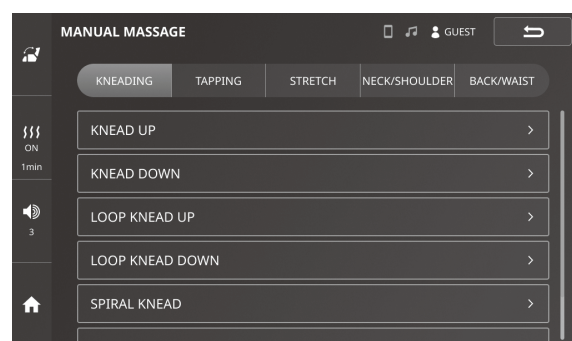 MANUAL MASSAGE
GUEST
KNEADING TAPPING STRETCH NECK/SHOULDER BACK/WAIST
KNEAD UP
ON
1min
KNEAD DOWN
LOOP KNEAD UP
3
LOOP KNEAD DOWN
SPIRAL KNEAD